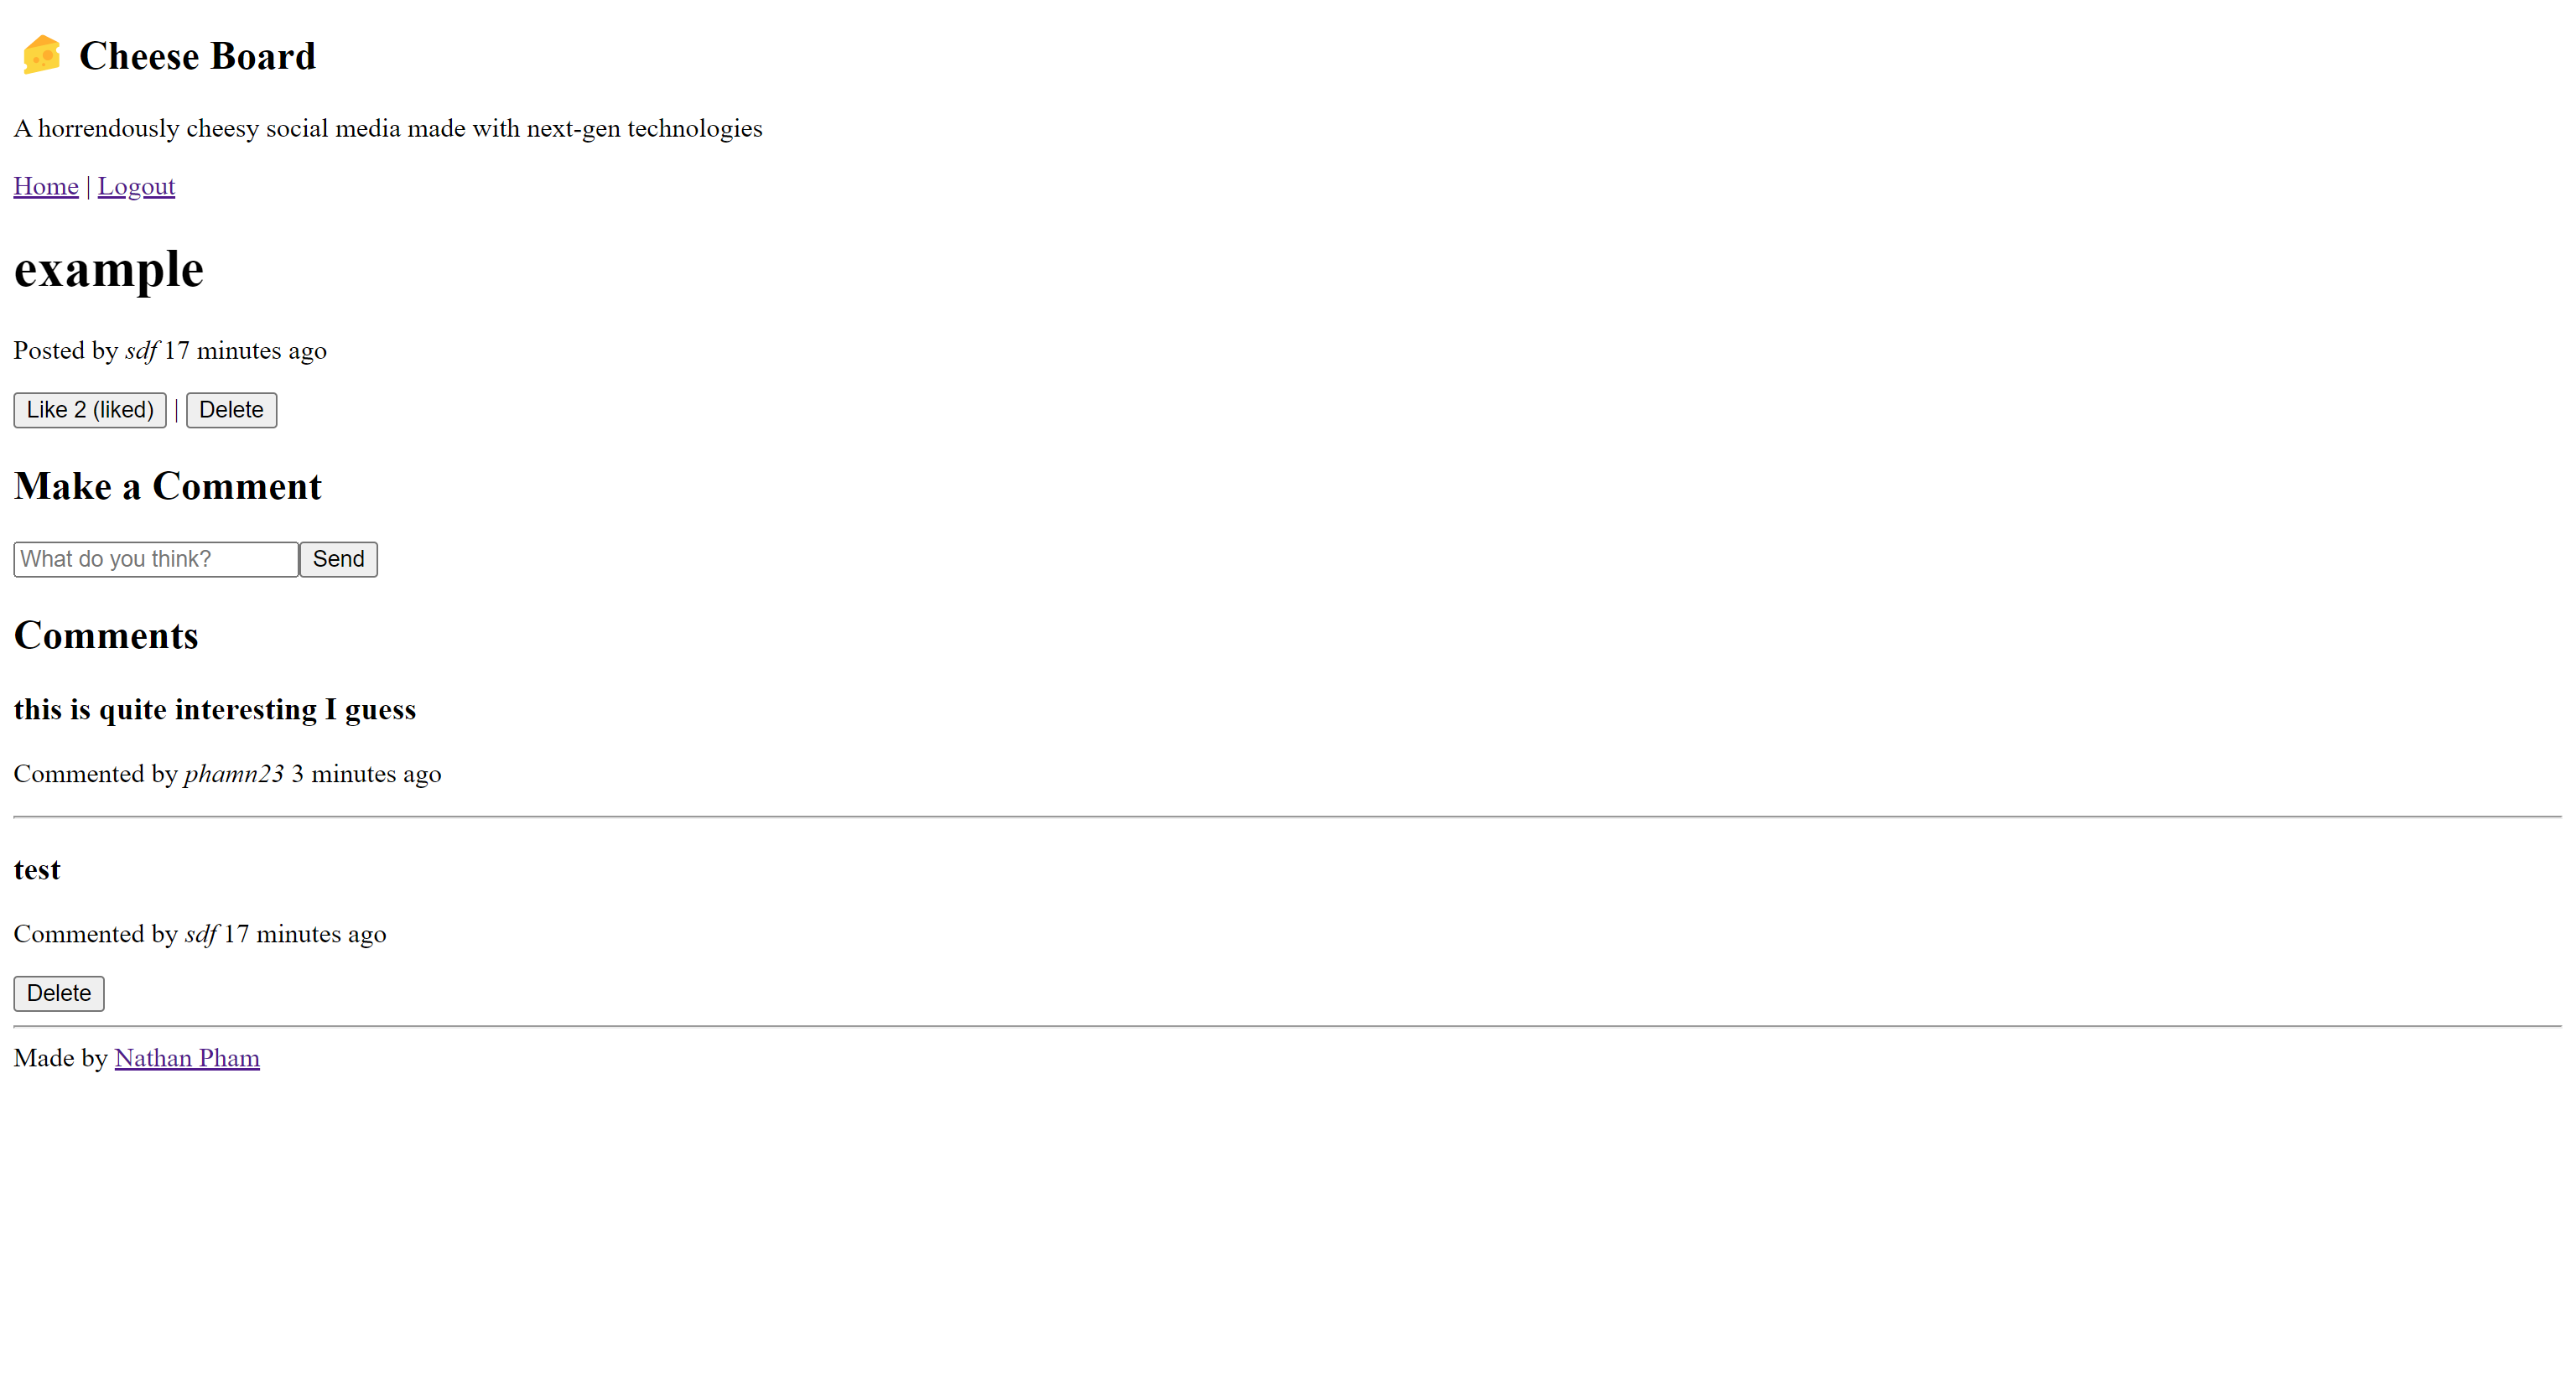 Cheese Board
A horrendously cheesy social media made with next-gen technologies
Home | Logout
example
Posted by sdf 17 minutes ago
Like 2 (liked) | Delete
Make a Comment
What do you think? Send
Comments
this is quite interesting I guess
Commented by phamn23 3 minutes ago
test
Commented by sdf 17 minutes ago
Delete
Made by Nathan Pham